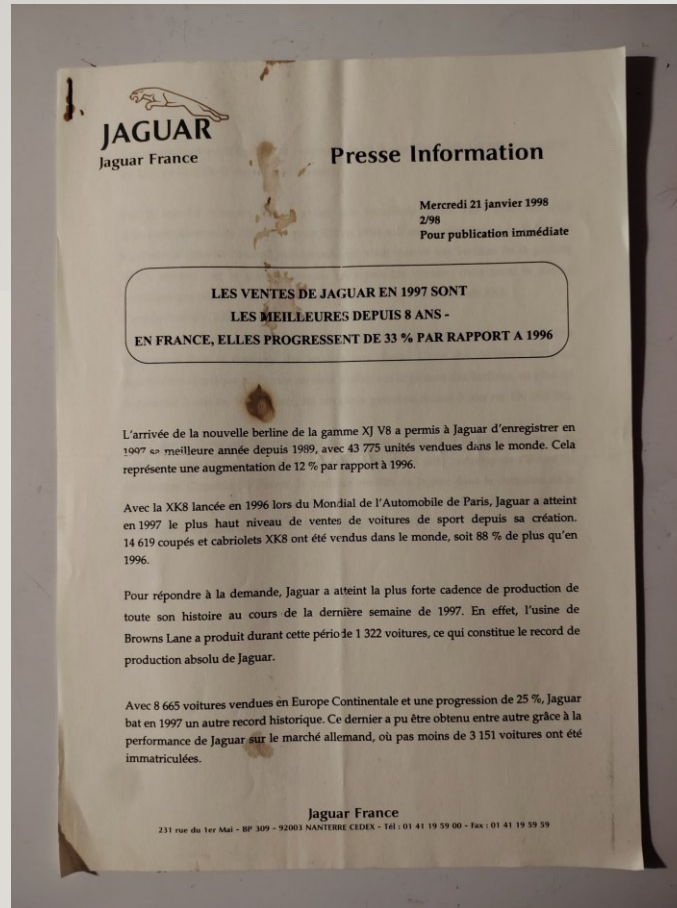 JAGUAR
Jaguar France
Presse Information
Mercredi 21 janvier 1998
2/98
Pour publication immédiate
LES VENTES DE JAGUAR EN 1997 SONT
LES MEILLEURES DEPUIS 8 ANS -
EN FRANCE, ELLES PROGRESSENT DE 33 % PAR RAPPORT A 1996
L'arrivée de la nouvelle berline de la gamme XJ V8 a permis à Jaguar d'enregistrer en
1997 sa meilleure année depuis 1989, avec 43 775 unités vendues dans le monde. Cela
représente une augmentation de 12 % par rapport à 1996.
Avec la XK8 lancée en 1996 lors du Mondial de l'Automobile de Paris, Jaguar a atteint
en 1997 le plus haut niveau de ventes de voitures de sport depuis sa création.
14 619 coupés et cabriolets XK8 ont été vendus dans le monde, soit 88 % de plus qu'en
1996.
Pour répondre à la demande, Jaguar a atteint la plus forte cadence de production de
toute son histoire au cours de la dernière semaine de 1997. En effet, l'usine de
Browns Lane a produit durant cette période 1 322 voitures, ce qui constitue le record de
production absolu de Jaguar.
Avec 8 665 voitures vendues en Europe Continentale et une progression de 25 %, Jaguar
bat en 1997 un autre record historique. Ce dernier a pu être obtenu entre autre grâce à la
performance de Jaguar sur le marché allemand, où pas moins de 3 151 voitures ont été
immatriculées.
Jaguar France
231 rue du 1er Mai - BP 309 - 92003 NANTERRE CEDEX - Tél : 01 41 19 59 00 - Fax : 01 41 19 59 59